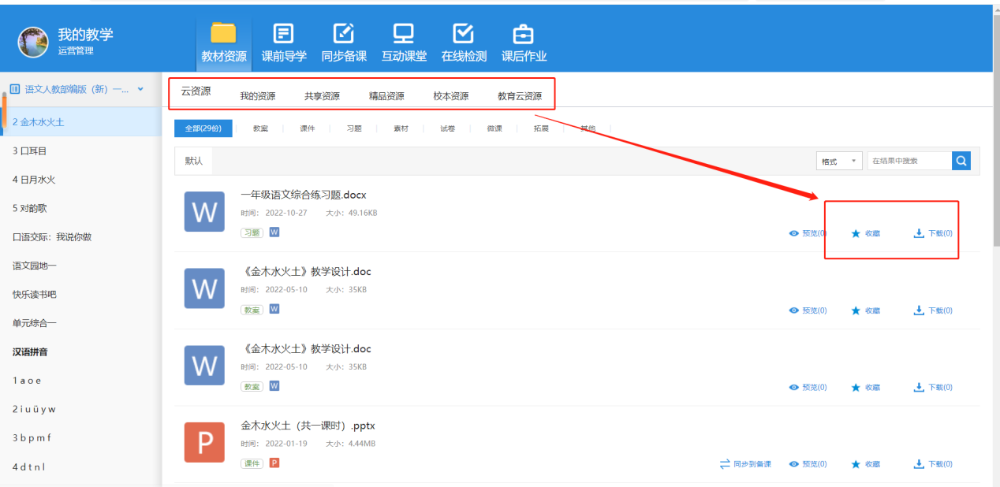 我的教学
运营管理
教材资源 课前导学 同步备课 互动课堂 在线检测 课后作业
语文人教部编版（新）一...
云资源 我的资源 共享资源 精品资源 校本资源 教育云资源
2 金木水火土
全部(29份) 教案 课件 习题 素材 试卷 微课 拓展 其他
3 口耳目
默认 格式 在结果中搜索
4 日月水火
一年级语文综合练习题.docx
时间： 2022-10-27 大小：49.16KB
习题 W
预览(0) 收藏 下载(0)
5 对韵歌
口语交际：我说你做
语文园地一
《金木水火土》教学设计.doc
时间： 2022-05-10 大小：35KB
教案 W
预览(0) 收藏 下载(0)
快乐读书吧
单元综合一
汉语拼音
《金木水火土》教学设计.doc
时间： 2022-05-10 大小：35KB
教案 W
预览(0) 收藏 下载(0)
1 a o e
2 i u ü y w
金木水火土（共一课时）.pptx
时间： 2022-01-19 大小：4.44MB
课件 P
同步到备课 预览(0) 收藏 下载(0)
3 b p m f
4 d t n l
W
W
W
P